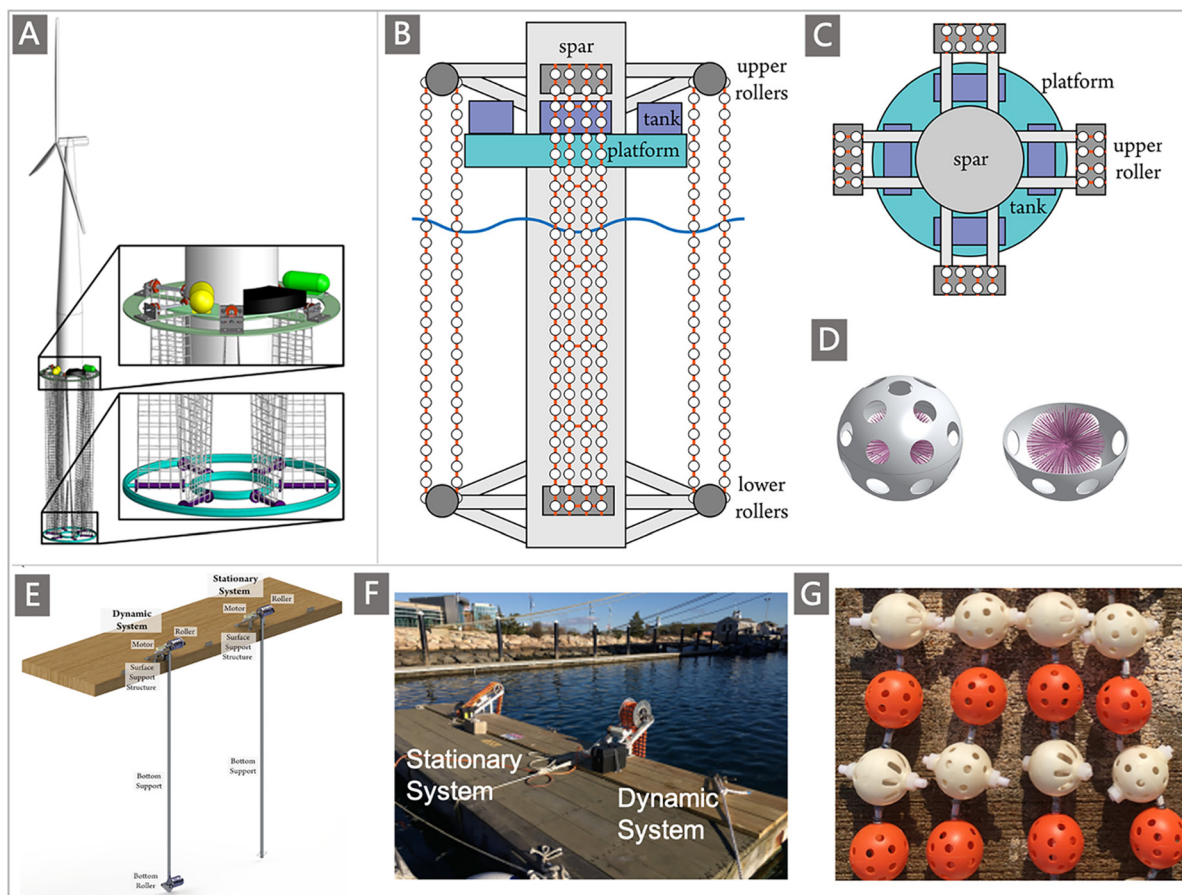 A
B
spar
upper
rollers
tank
platform
lower
rollers
C
platform
spar
upper
roller
tank
D
E
Stationary
System
Motor
Roller
Dynamic
System
Motor
Roller
Surface
Support
Structure
Surface
Support
Structure
Bottom
Support
Bottom
Support
Bottom
Roller
F
Stationary
System
Dynamic
System
G